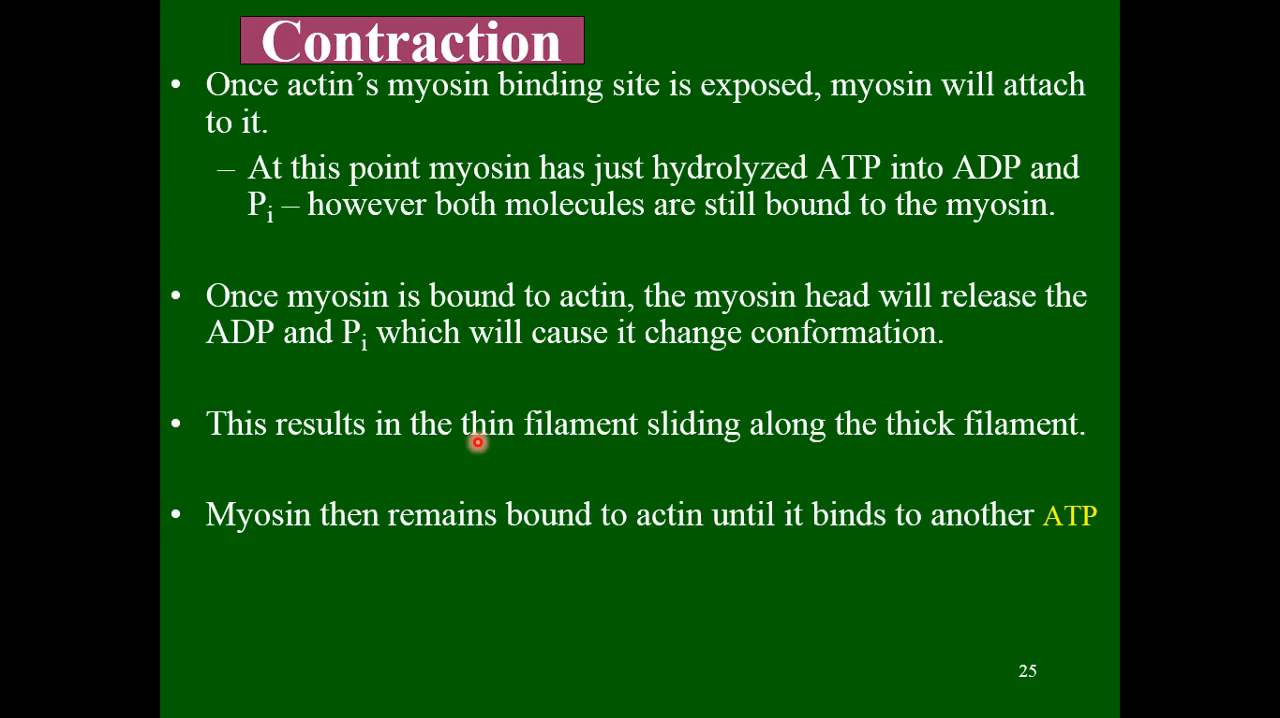 Contraction
• Once actin’s myosin binding site is exposed, myosin will attach
to it.
– At this point myosin has just hydrolyzed ATP into ADP and
Pi – however both molecules are still bound to the myosin.
• Once myosin is bound to actin, the myosin head will release the
ADP and Pi which will cause it change conformation.
• This results in the thin filament sliding along the thick filament.
• Myosin then remains bound to actin until it binds to another ATP
25